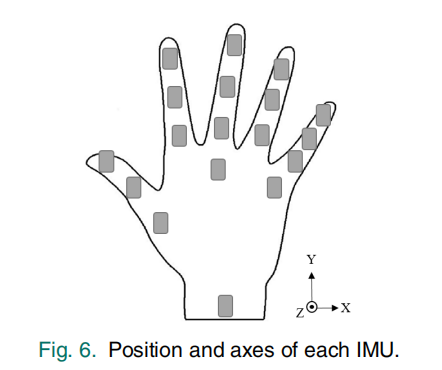 Y
Z X
Fig. 6. Position and axes of each IMU.